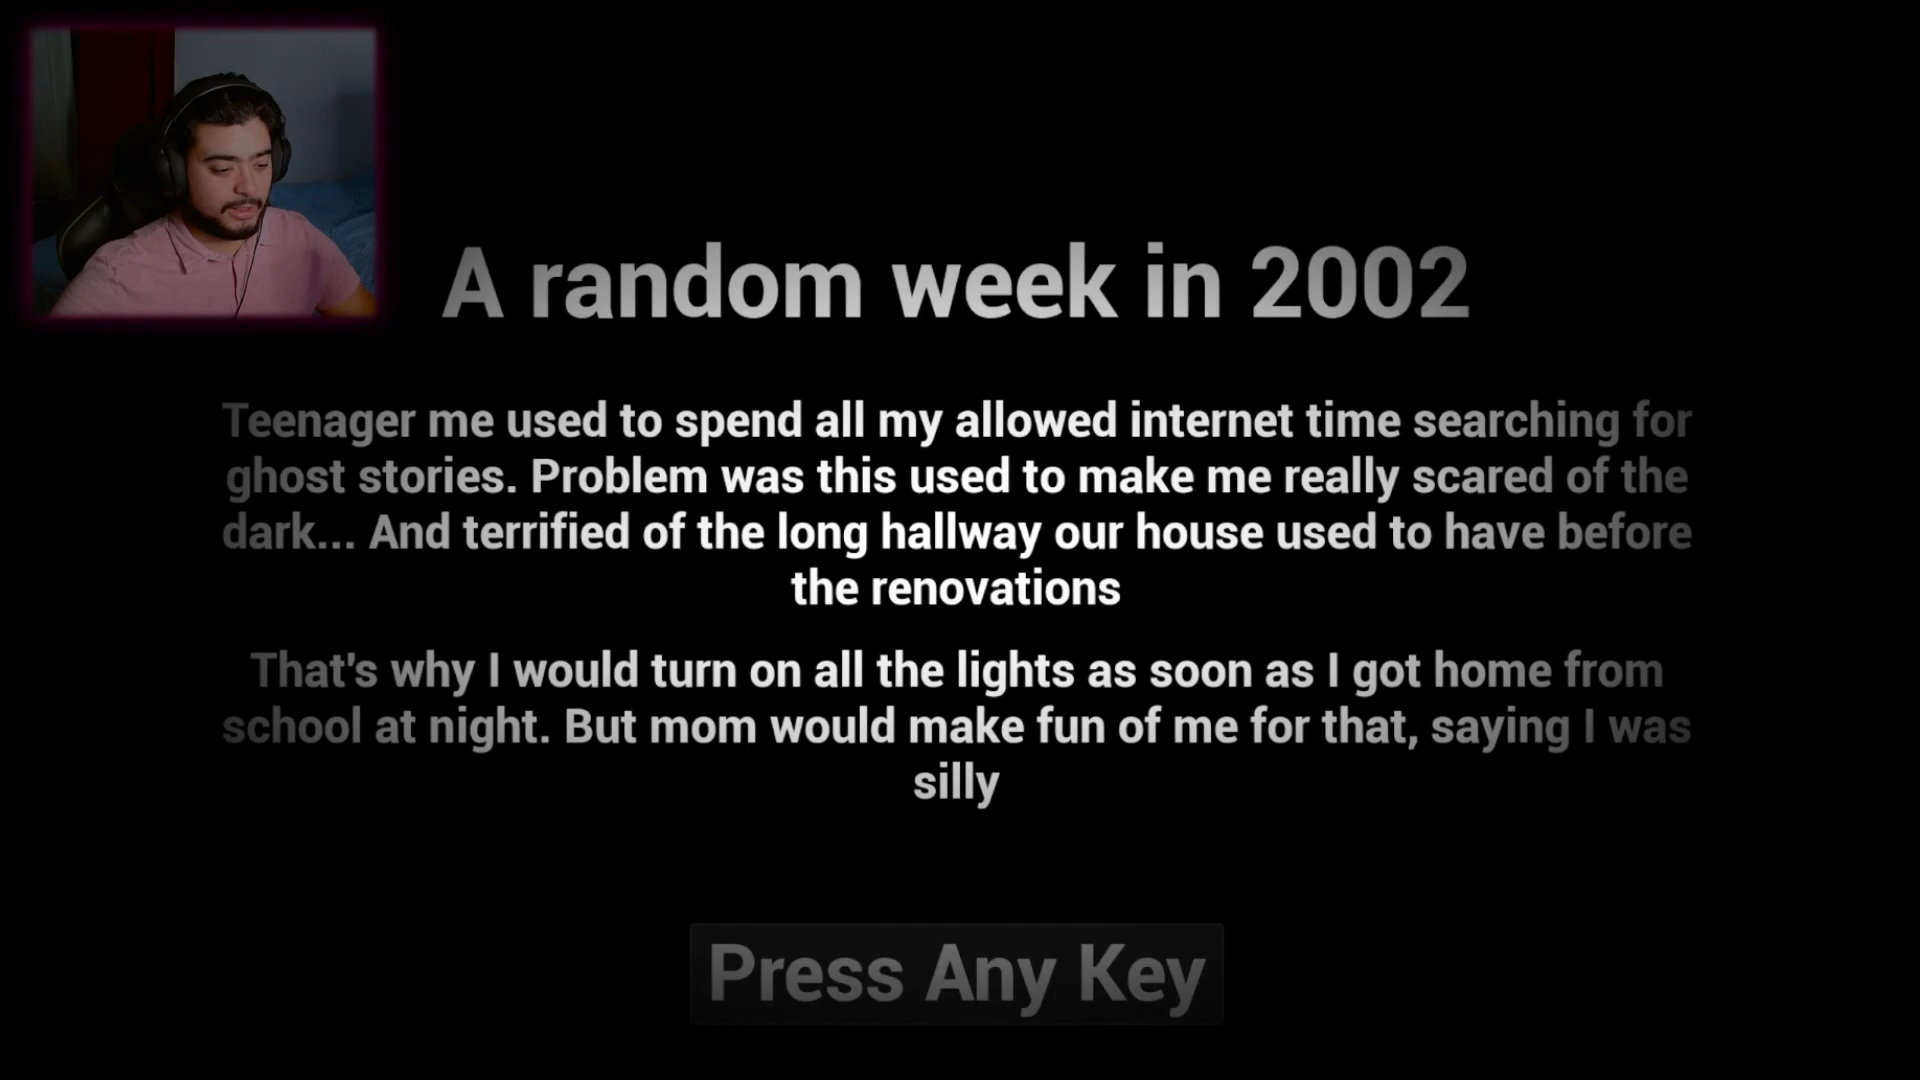 A random week in 2002
Teenager me used to spend all my allowed internet time searching for
ghost stories. Problem was this used to make me really scared of the
dark... And terrified of the long hallway our house used to have before
the renovations
That's why I would turn on all the lights as soon as I got home from
school at night. But mom would make fun of me for that, saying I was
silly
Press Any Key